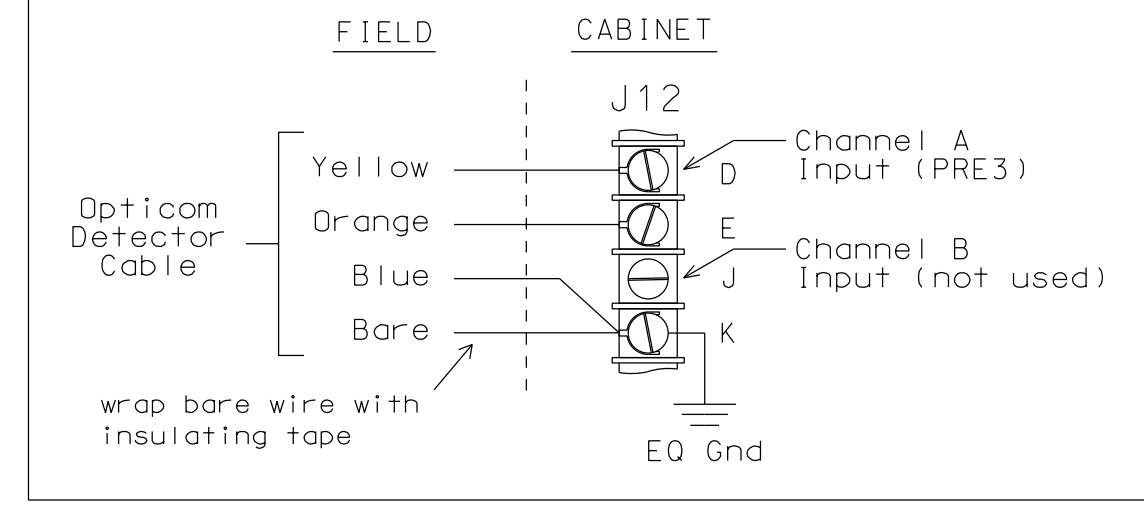 FIELD
CABINET
J12
Opticom
Detector
Cable
Yellow
Orange
Blue
Bare
D
E
J
K
Channel A
Input (PRE3)
Channel B
Input (not used)
wrap bare wire with
insulating tape
EQ Gnd